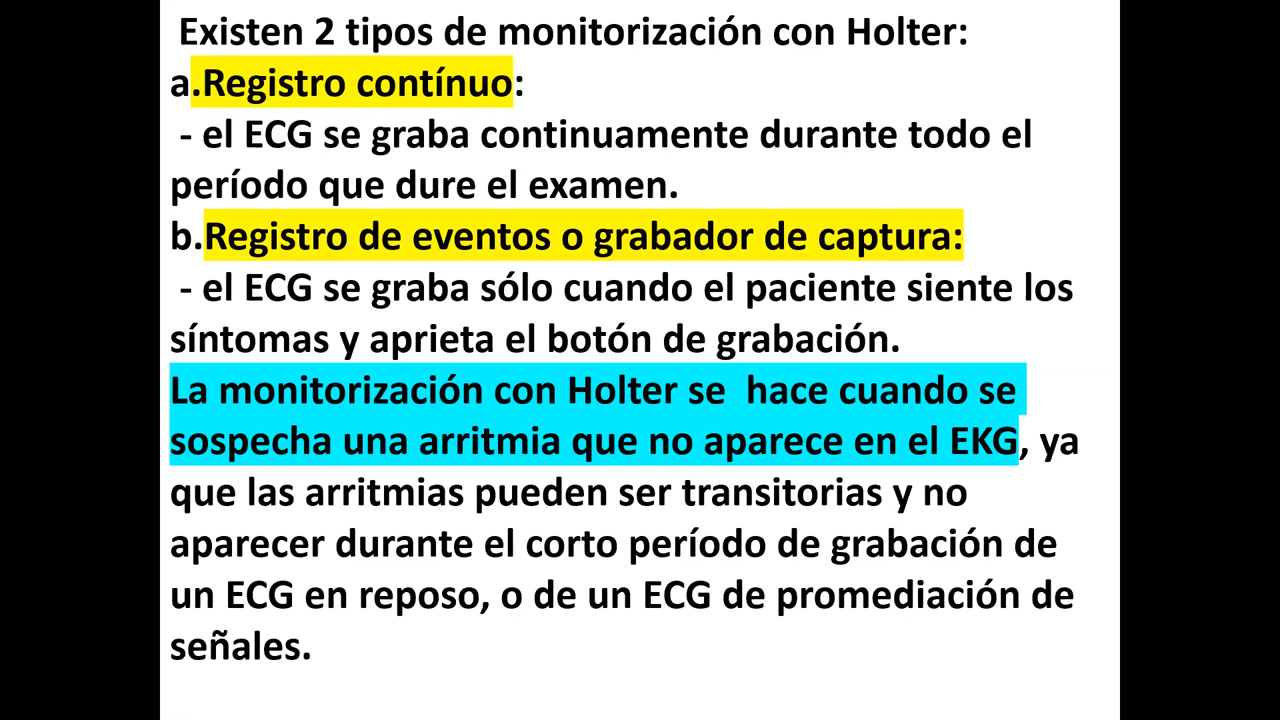 Existen 2 tipos de monitorización con Holter:
a.Registro contínuo:
- el ECG se graba continuamente durante todo el
período que dure el examen.
b.Registro de eventos o grabador de captura:
- el ECG se graba sólo cuando el paciente siente los
síntomas y aprieta el botón de grabación.
La monitorización con Holter se  hace cuando se
sospecha una arritmia que no aparece en el EKG, ya
que las arritmias pueden ser transitorias y no
aparecer durante el corto período de grabación de
un ECG en reposo, o de un ECG de promediación de
señales.